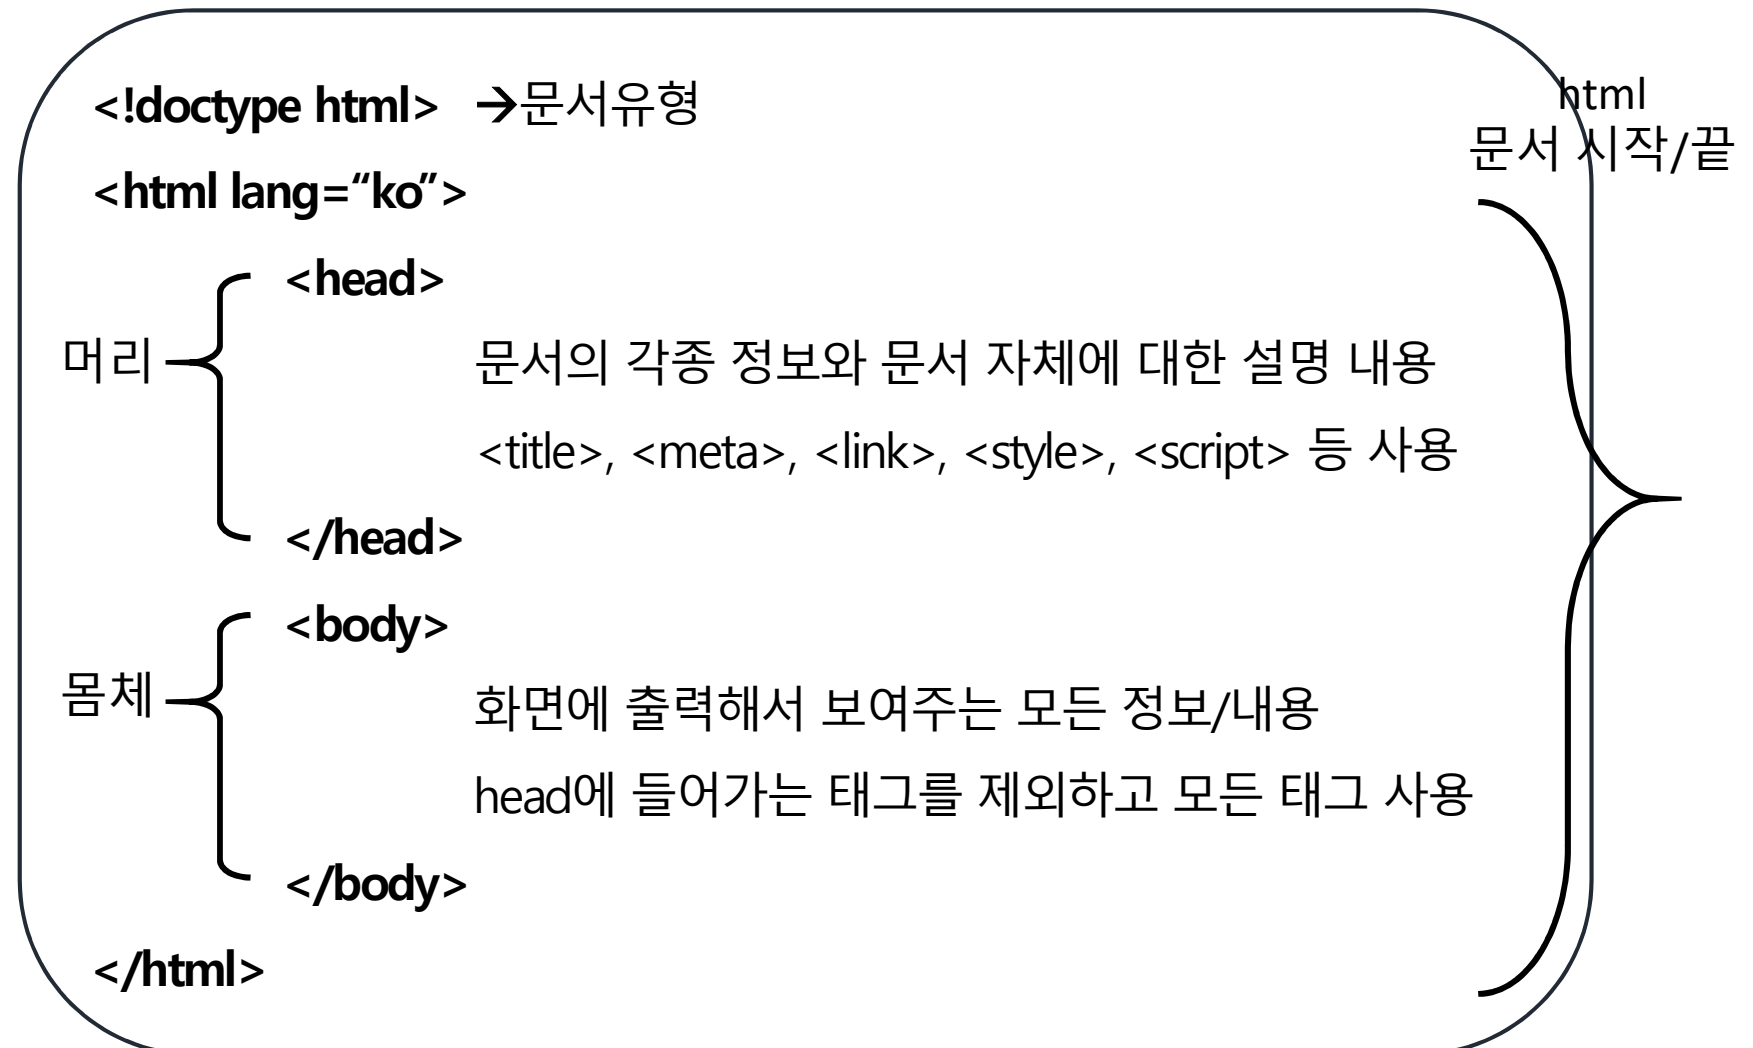 <!doctype html> →문서유형
html
문서 시작/끝
<html lang=“ko”>
<head>
머리
문서의 각종 정보와 문서 자체에 대한 설명 내용
<title>, <meta>, <link>, <style>, <script> 등 사용
</head>
<body>
몸체
화면에 출력해서 보여주는 모든 정보/내용
head에 들어가는 태그를 제외하고 모든 태그 사용
</body>
</html>